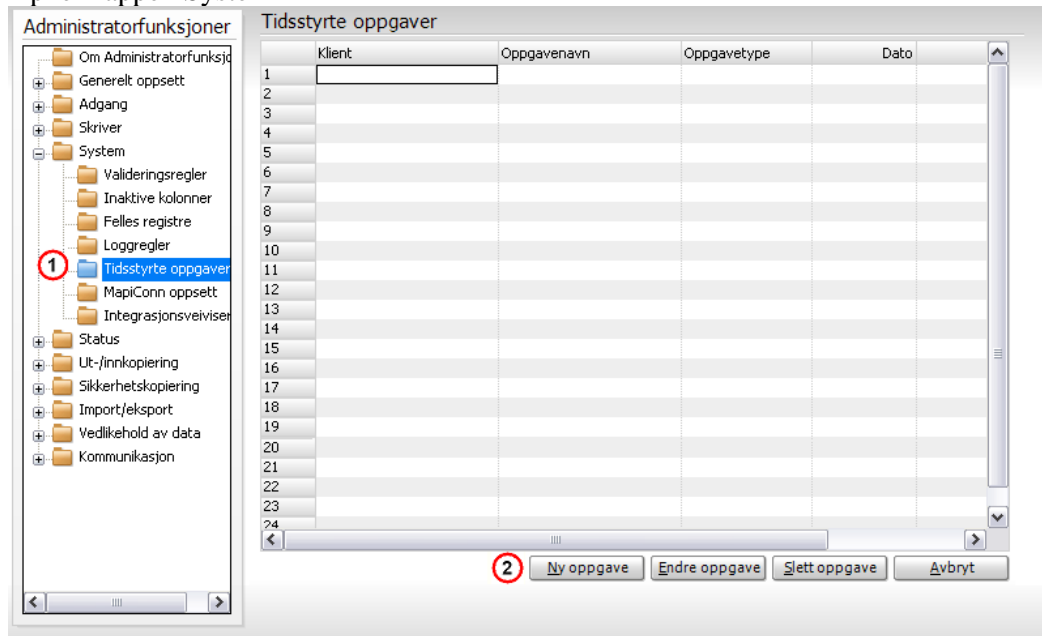 Administratorfunksjoner
Om Administratorfunksjo
Generelt oppsett
Adgang
Skriver
System
Valideringsregler
Inaktive kolonner
Felles registre
Loggregler
1
Tidsstyrte oppgaver
MapiConn oppsett
Integrasjonsveiviser
Status
Ut-/innkopiering
Sikkerhetskopiering
Import/eksport
Vedlikehold av data
Kommunikasjon
Tidsstyrte oppgaver
Klient Oppgavenavn Oppgavetype Dato
1
2
3
4
5
6
7
8
9
10
11
12
13
14
15
16
17
18
19
20
21
22
23
24
2 Ny oppgave Endre oppgave Slett oppgave Avbryt